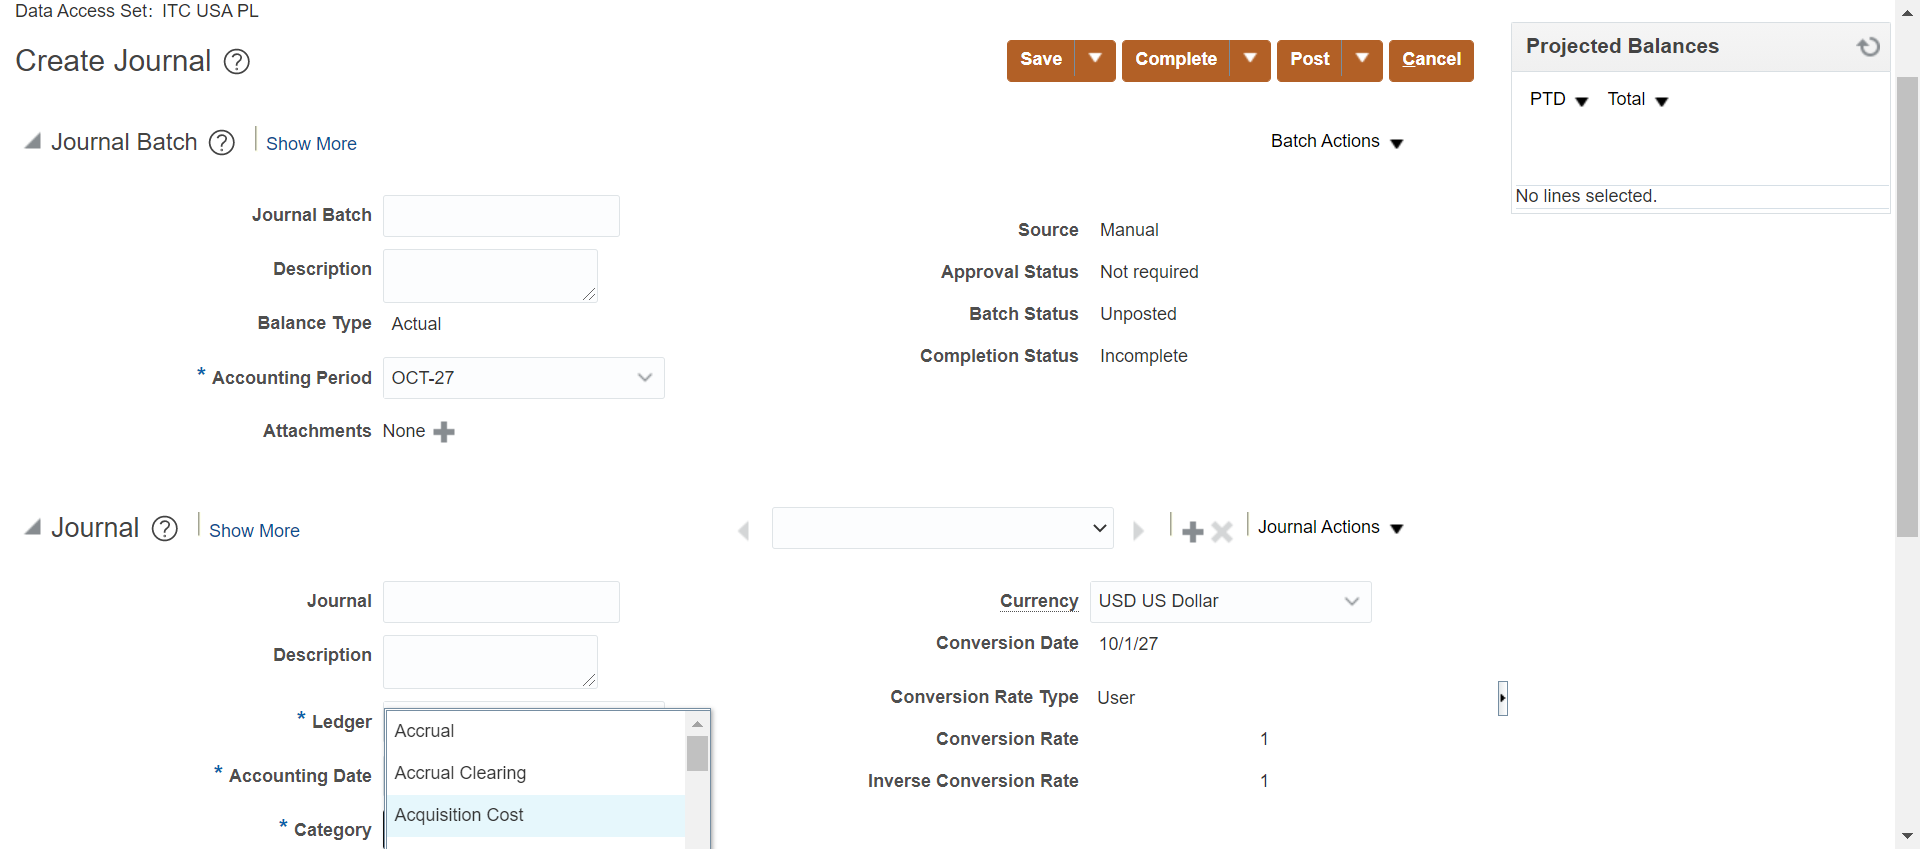 Data Access Set: ITC USA PL
Create Journal ?
Save
Complete
Post
Cancel
Projected Balances
PTD
Total
No lines selected.
Journal Batch ? Show More
Batch Actions
Journal Batch
Description
Balance Type Actual
* Accounting Period OCT-27
Attachments None
Source Manual
Approval Status Not required
Batch Status Unposted
Completion Status Incomplete
Journal ? Show More
Journal Actions
Journal
Description
* Ledger
* Accounting Date
* Category
Accrual
Accrual Clearing
Acquisition Cost
Currency USD US Dollar
Conversion Date 10/1/27
Conversion Rate Type User
Conversion Rate 1
Inverse Conversion Rate 1